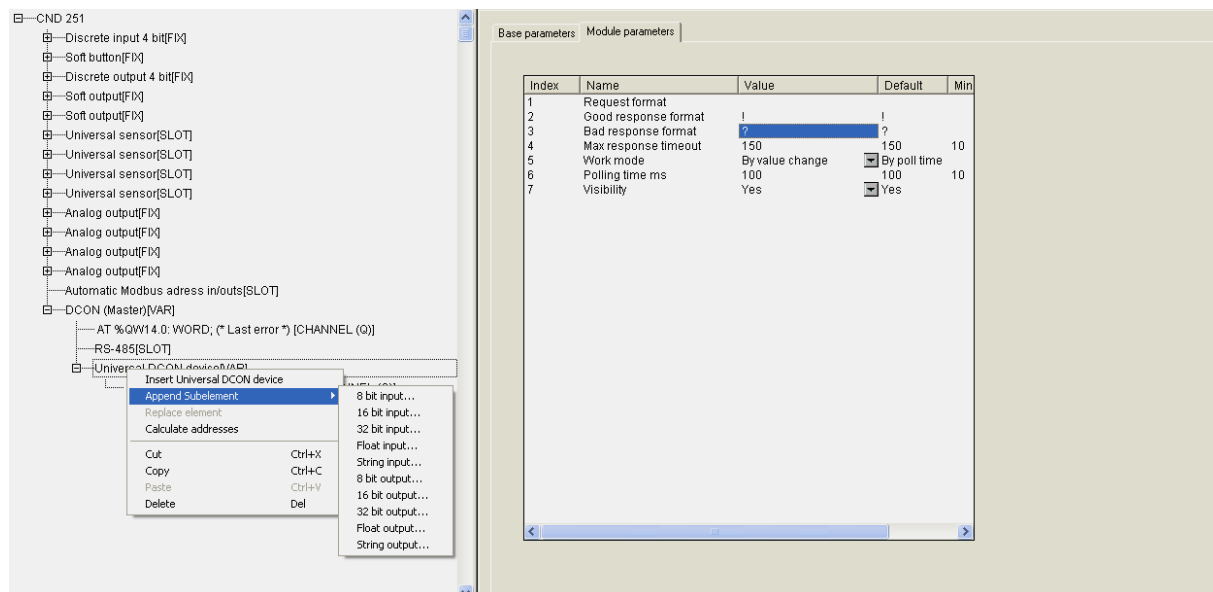 CND 251
Discrete input 4 bit[FIX]
Soft button[FIX]
Discrete output 4 bit[FIX]
Soft output[FIX]
Soft output[FIX]
Universal sensor[SLOT]
Universal sensor[SLOT]
Universal sensor[SLOT]
Universal sensor[SLOT]
Analog output[FIX]
Analog output[FIX]
Analog output[FIX]
Analog output[FIX]
Automatic Modbus adress in/outs[SLOT]
DCON (Master)[VAR]
AT %QW14.0: WORD; (* Last error *) [CHANNEL (Q)]
RS-485[SLOT]
Universal DCON device[VAR]
Insert Universal DCON device
Append Subelement
Replace element
Calculate addresses
Cut Ctrl+X
Copy Ctrl+C
Paste Ctrl+V
Delete Del
8 bit input...
16 bit input...
32 bit input...
Float input...
String input...
8 bit output...
16 bit output...
32 bit output...
Float output...
String output...
Base parameters Module parameters
Index Name Value Default Min
1 Request format
2 Good response format ! !
3 Bad response format ? ?
4 Max response timeout 150 150 10
5 Work mode By value change By poll time
6 Polling time ms 100 100 10
7 Visibility Yes Yes